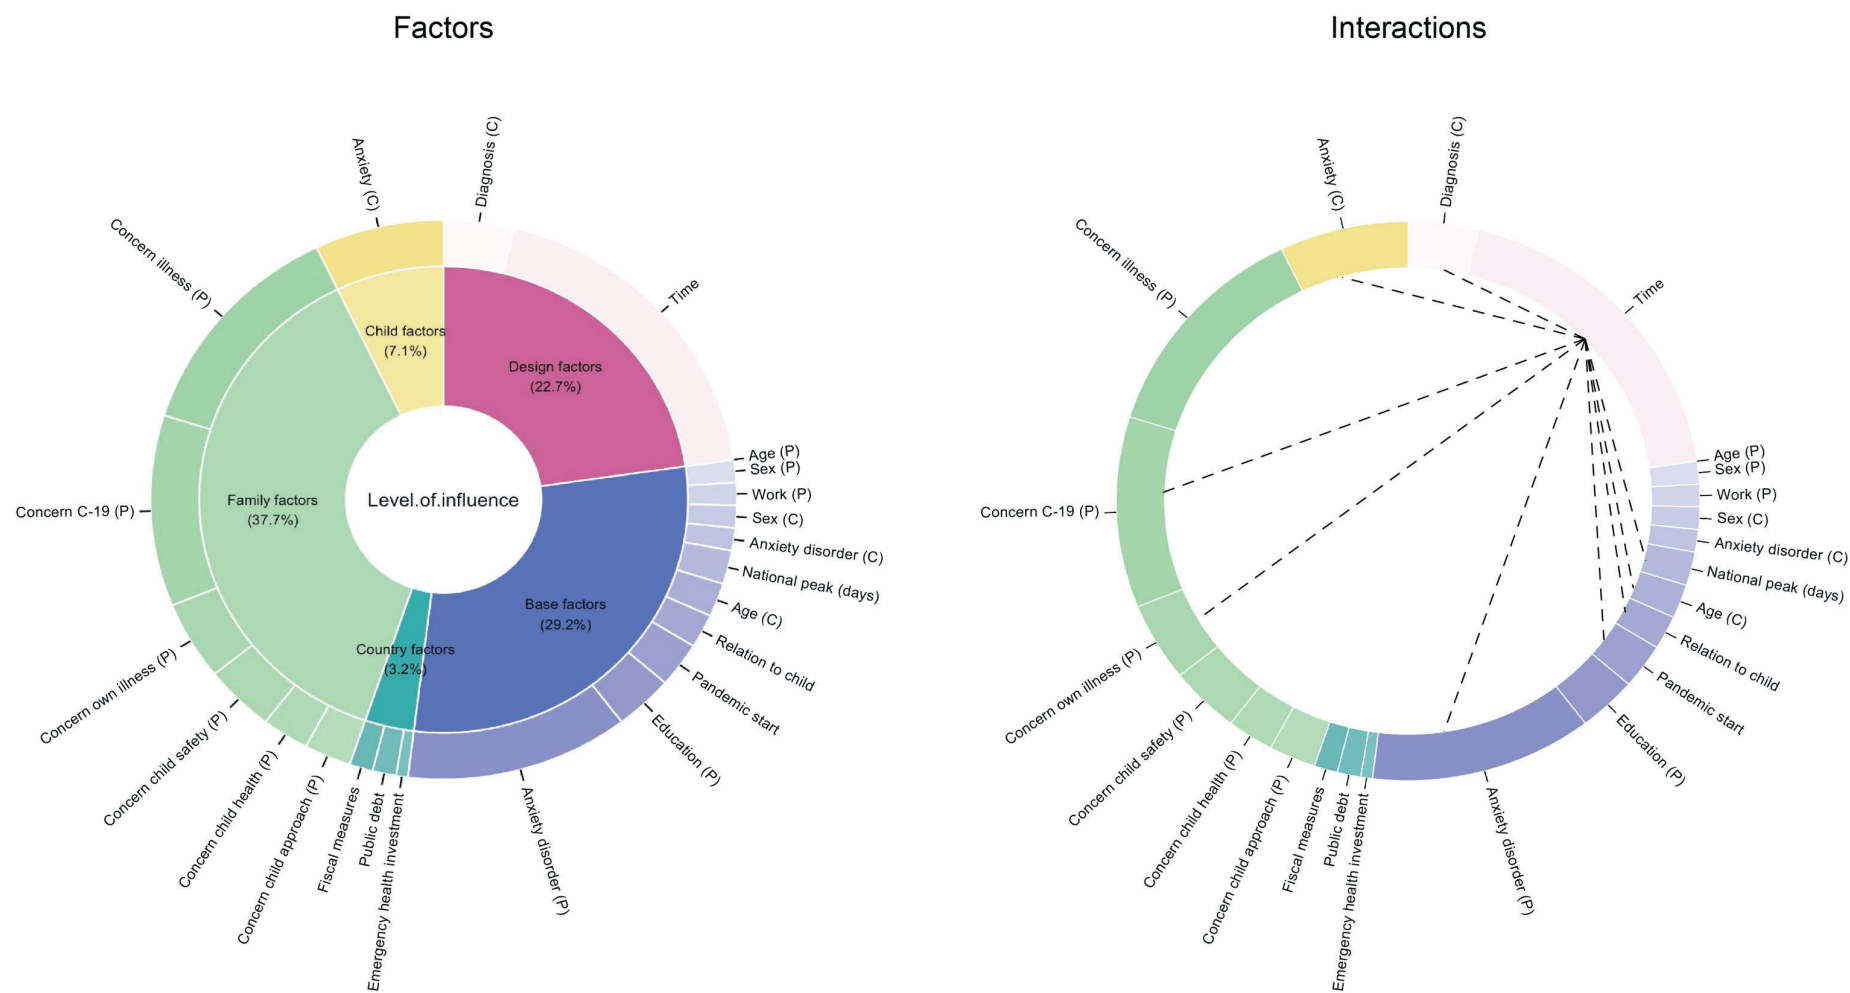 Factors
Diagnosis (C)
Anxiety (C)
Concern illness (P)
Time
Child factors
(7.1%)
Design factors
(22.7%)
Age (P)
Sex (P)
Work (P)
Sex (C)
Anxiety disorder (C)
National peak (days)
Age (C)
Relation to child
Pandemic start
Education (P)
Anxiety disorder (P)
Level.of.influence
Family factors
(37.7%)
Base factors
(29.2%)
Country factors
(3.2%)
Concern C-19 (P)
Concern own illness (P)
Concern child safety (P)
Concern child health (P)
Concern child approach (P)
Fiscal measures
Public debt
Emergency health investment
Interactions
Diagnosis (C)
Anxiety (C)
Concern illness (P)
Time
Age (P)
Sex (P)
Work (P)
Sex (C)
Anxiety disorder (C)
National peak (days)
Age (C)
Relation to child
Pandemic start
Education (P)
Anxiety disorder (P)
Concern C-19 (P)
Concern own illness (P)
Concern child safety (P)
Concern child health (P)
Concern child approach (P)
Fiscal measures
Public debt
Emergency health investment